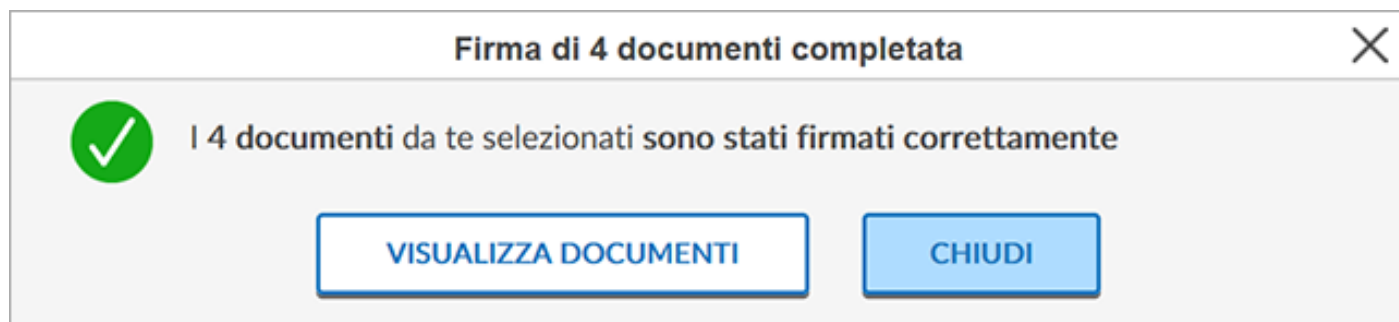 Firma di 4 documenti completata
I 4 documenti da te selezionati sono stati firmati correttamente
VISUALIZZA DOCUMENTI
CHIUDI